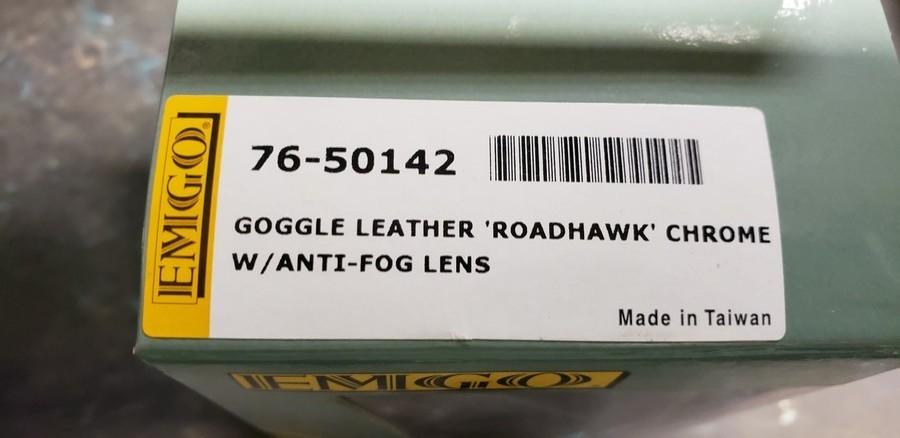 EMGO®
76-50142
GOGGLE LEATHER 'ROADHAWK' CHROME
W/ANTI-FOG LENS
Made in Taiwan
EMGO